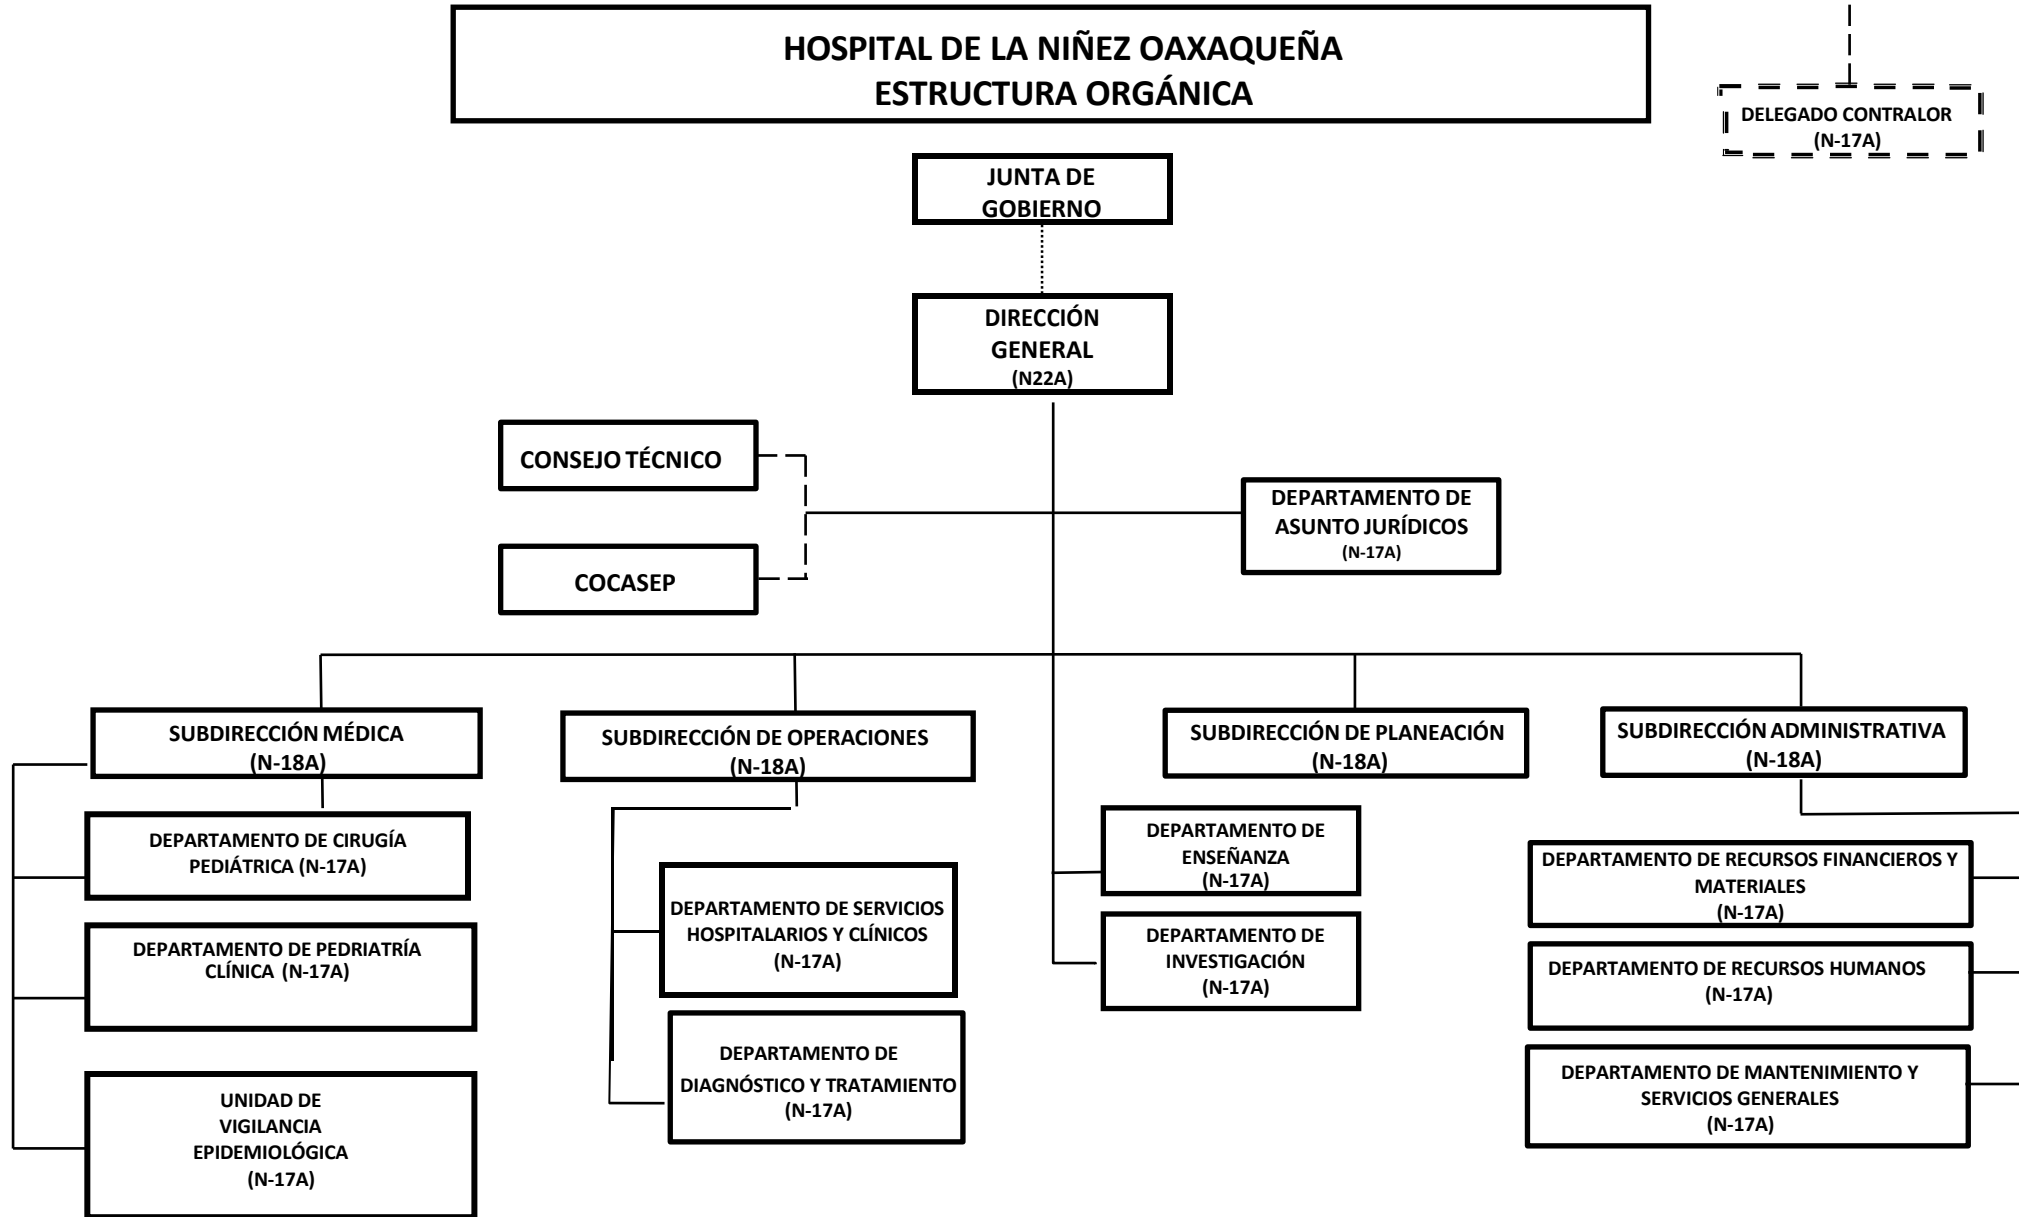 HOSPITAL DE LA NIÑEZ OAXAQUEÑA
ESTRUCTURA ORGÁNICA
DELEGADO CONTRALOR
(N-17A)
JUNTA DE
GOBIERNO
DIRECCIÓN
GENERAL
(N22A)
CONSEJO TÉCNICO
COCASEP
DEPARTAMENTO DE
ASUNTO JURÍDICOS
(N-17A)
SUBDIRECCIÓN MÉDICA
(N-18A)
SUBDIRECCIÓN DE OPERACIONES
(N-18A)
SUBDIRECCIÓN DE PLANEACIÓN
(N-18A)
SUBDIRECCIÓN ADMINISTRATIVA
(N-18A)
DEPARTAMENTO DE CIRUGÍA
PEDIÁTRICA (N-17A)
DEPARTAMENTO DE PEDRIATRÍA
CLÍNICA (N-17A)
UNIDAD DE
VIGILANCIA
EPIDEMIOLÓGICA
(N-17A)
DEPARTAMENTO DE SERVICIOS
HOSPITALARIOS Y CLÍNICOS
(N-17A)
DEPARTAMENTO DE
DIAGNÓSTICO Y TRATAMIENTO
(N-17A)
DEPARTAMENTO DE
ENSEÑANZA
(N-17A)
DEPARTAMENTO DE
INVESTIGACIÓN
(N-17A)
DEPARTAMENTO DE RECURSOS FINANCIEROS Y
MATERIALES
(N-17A)
DEPARTAMENTO DE RECURSOS HUMANOS
(N-17A)
DEPARTAMENTO DE MANTENIMIENTO Y
SERVICIOS GENERALES
(N-17A)